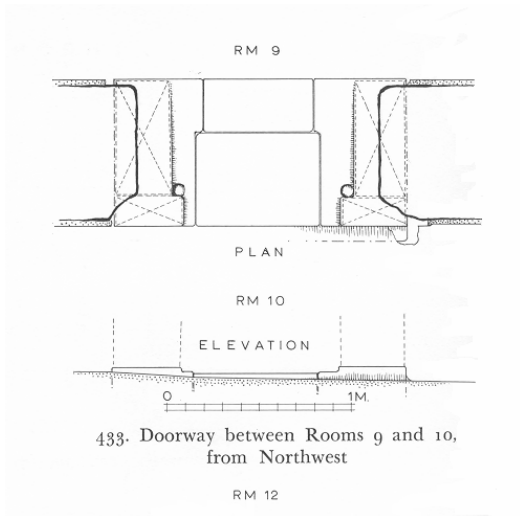 RM 9
PLAN
RM 10
ELEVATION
0 1M.
433. Doorway between Rooms 9 and 10,
from Northwest
RM 12